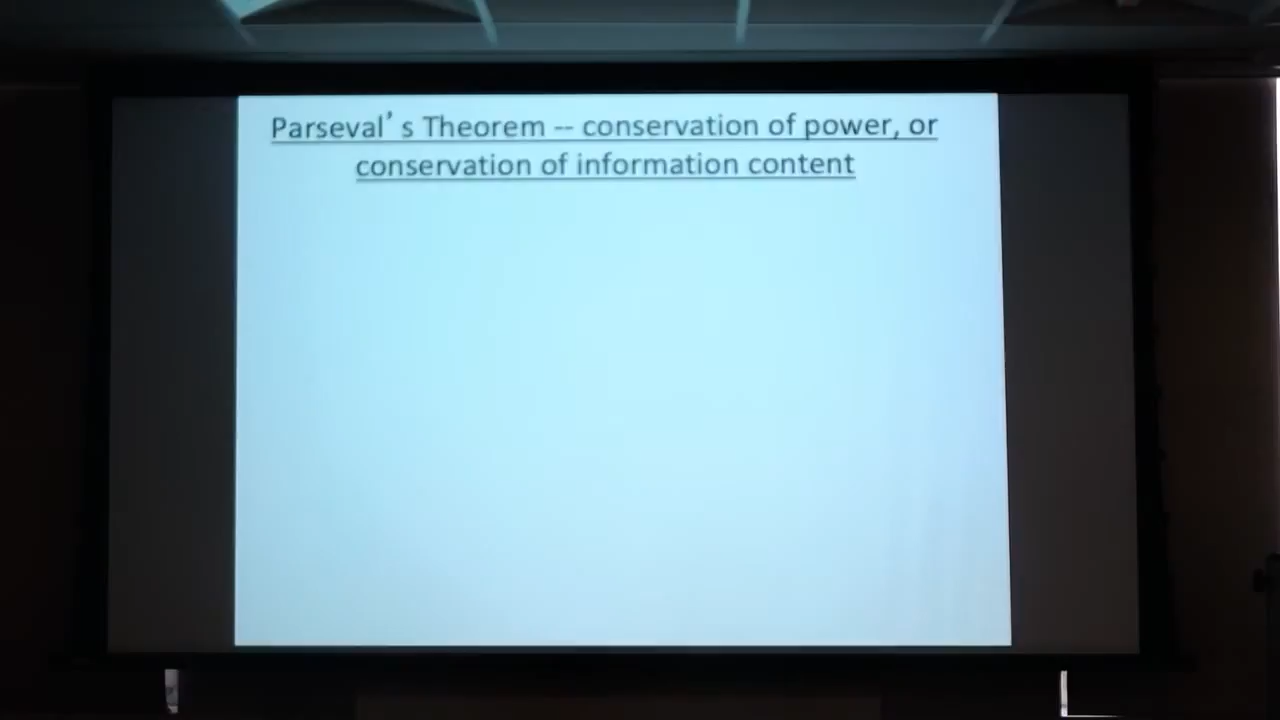 Parseval’ s Theorem -- conservation of power, or
conservation of information content